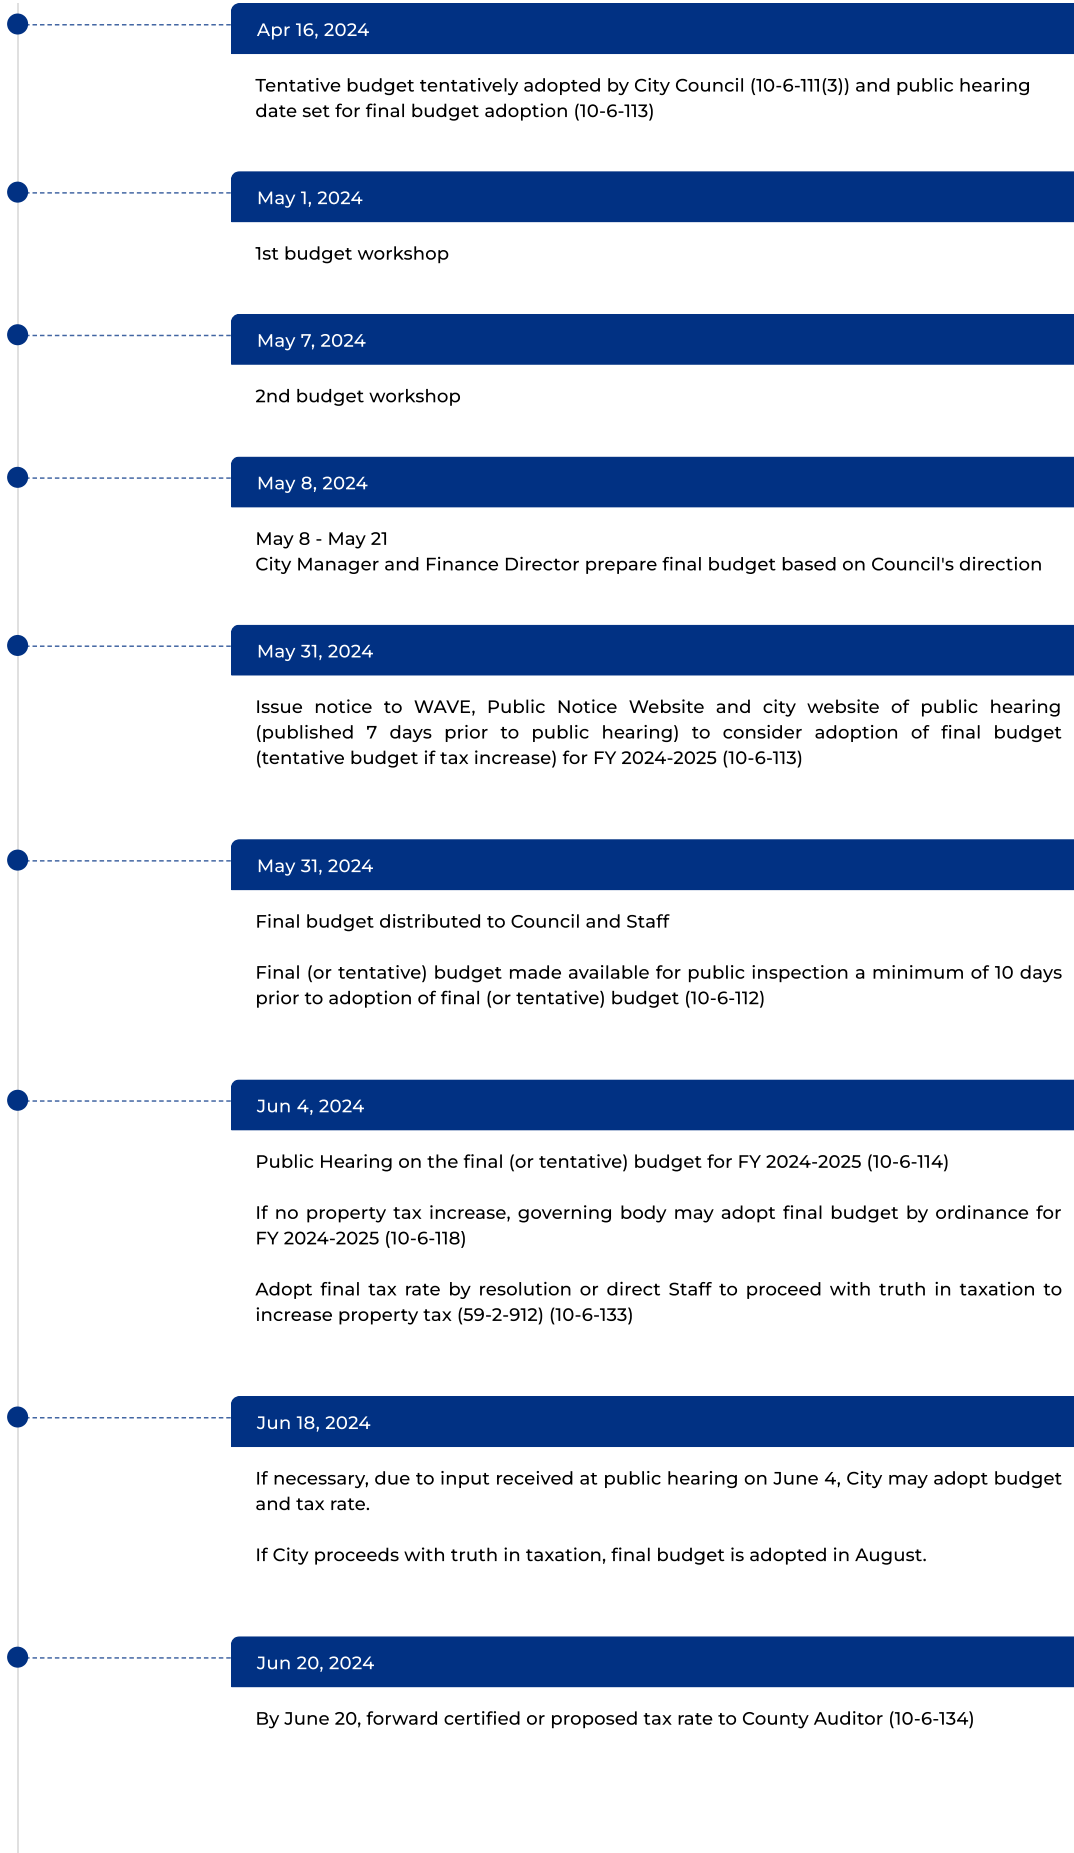 Apr 16, 2024
Tentative budget tentatively adopted by City Council (10-6-111(3)) and public hearing
date set for final budget adoption (10-6-113)
May 1, 2024
1st budget workshop
May 7, 2024
2nd budget workshop
May 8, 2024
May 8 - May 21
City Manager and Finance Director prepare final budget based on Council's direction
May 31, 2024
Issue notice to WAVE, Public Notice Website and city website of public hearing
(published 7 days prior to public hearing) to consider adoption of final budget
(tentative budget if tax increase) for FY 2024-2025 (10-6-113)
May 31, 2024
Final budget distributed to Council and Staff
Final (or tentative) budget made available for public inspection a minimum of 10 days
prior to adoption of final (or tentative) budget (10-6-112)
Jun 4, 2024
Public Hearing on the final (or tentative) budget for FY 2024-2025 (10-6-114)
If no property tax increase, governing body may adopt final budget by ordinance for
FY 2024-2025 (10-6-118)
Adopt final tax rate by resolution or direct Staff to proceed with truth in taxation to
increase property tax (59-2-912) (10-6-133)
Jun 18, 2024
If necessary, due to input received at public hearing on June 4, City may adopt budget
and tax rate.
If City proceeds with truth in taxation, final budget is adopted in August.
Jun 20, 2024
By June 20, forward certified or proposed tax rate to County Auditor (10-6-134)